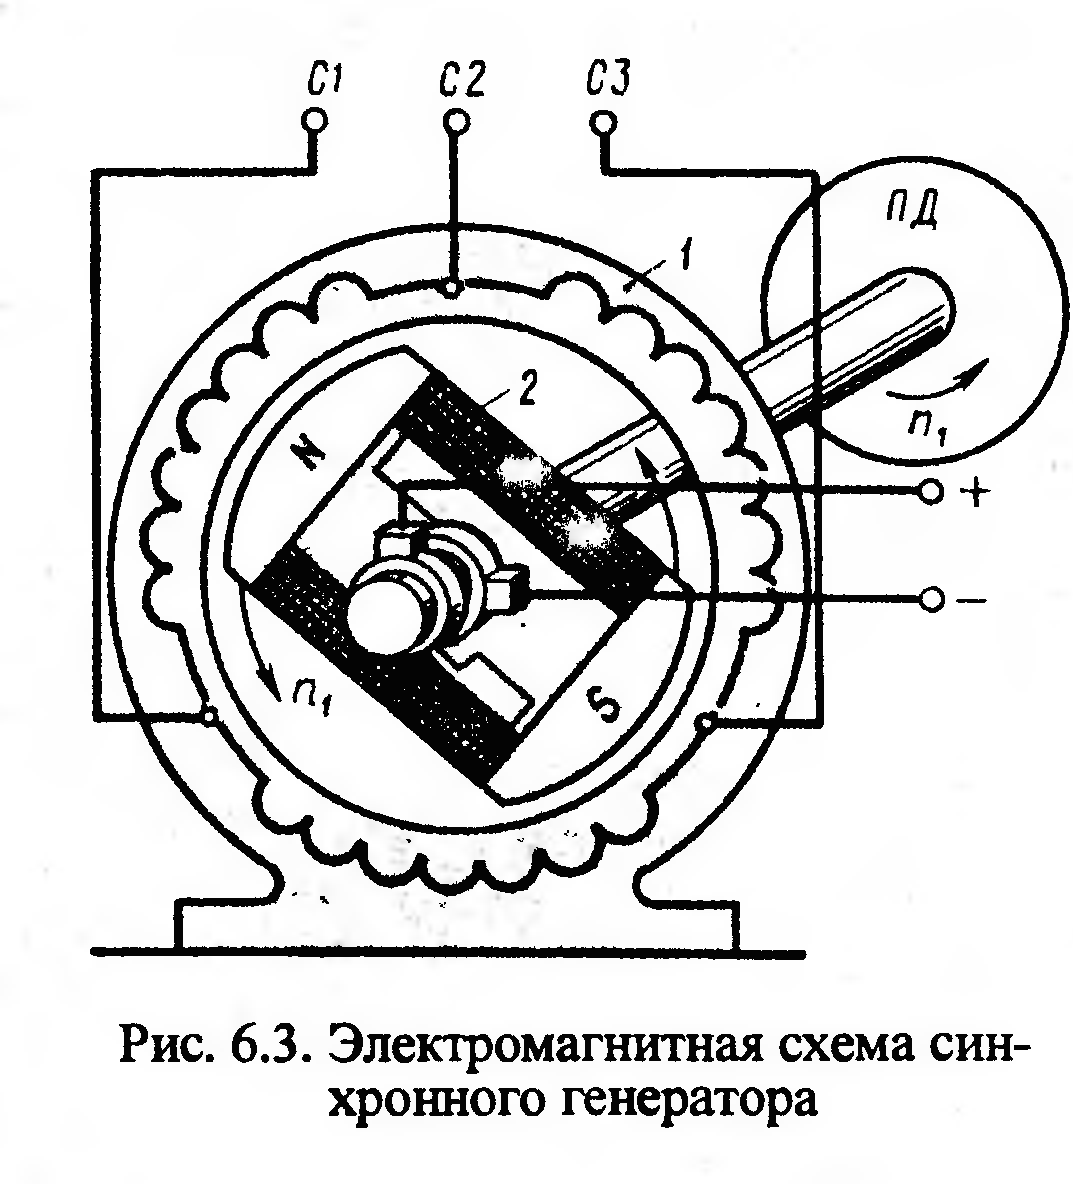 С1 С2 С3
ПД
1
2
n₁
N
+
−
n₁
S
Рис. 6.3. Электромагнитная схема син-
хронного генератора